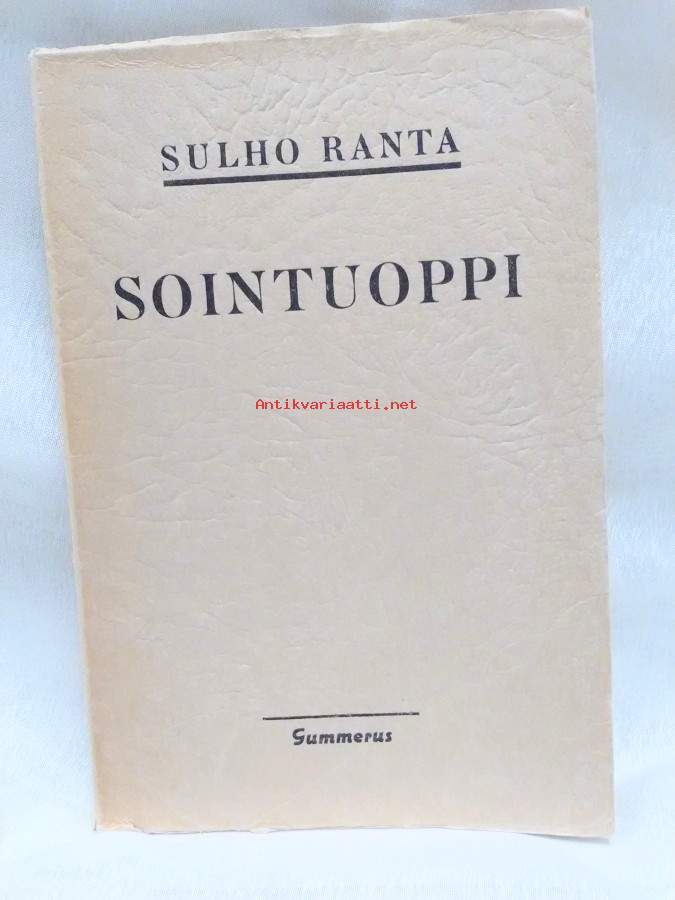 SULHO RANTA
SOINTUOPPI
Antikvariaatti.net
Gummerus